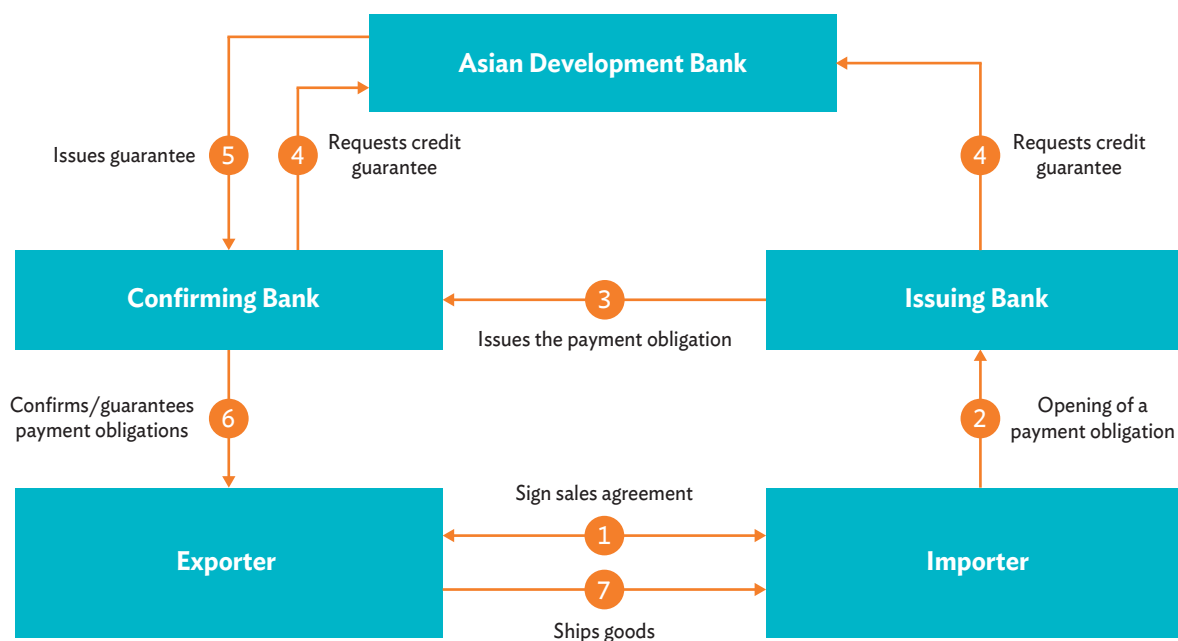 Asian Development Bank
Issues guarantee
5
4
Requests credit
guarantee
4
Requests credit
guarantee
Confirming Bank
3
Issues the payment obligation
Issuing Bank
Confirms/guarantees
payment obligations
6
2
Opening of a
payment obligation
Exporter
Sign sales agreement
1
7
Ships goods
Importer